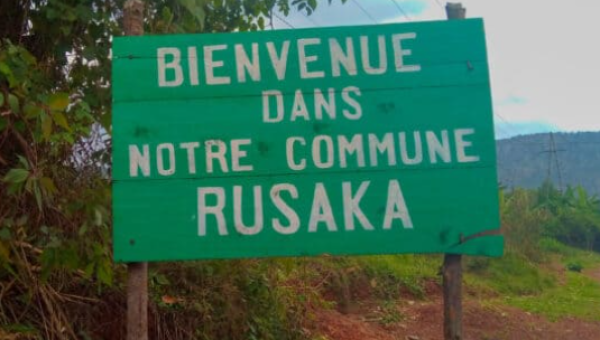 BIENVENUE
DANS
NOTRE COMMUNE
RUSAKA